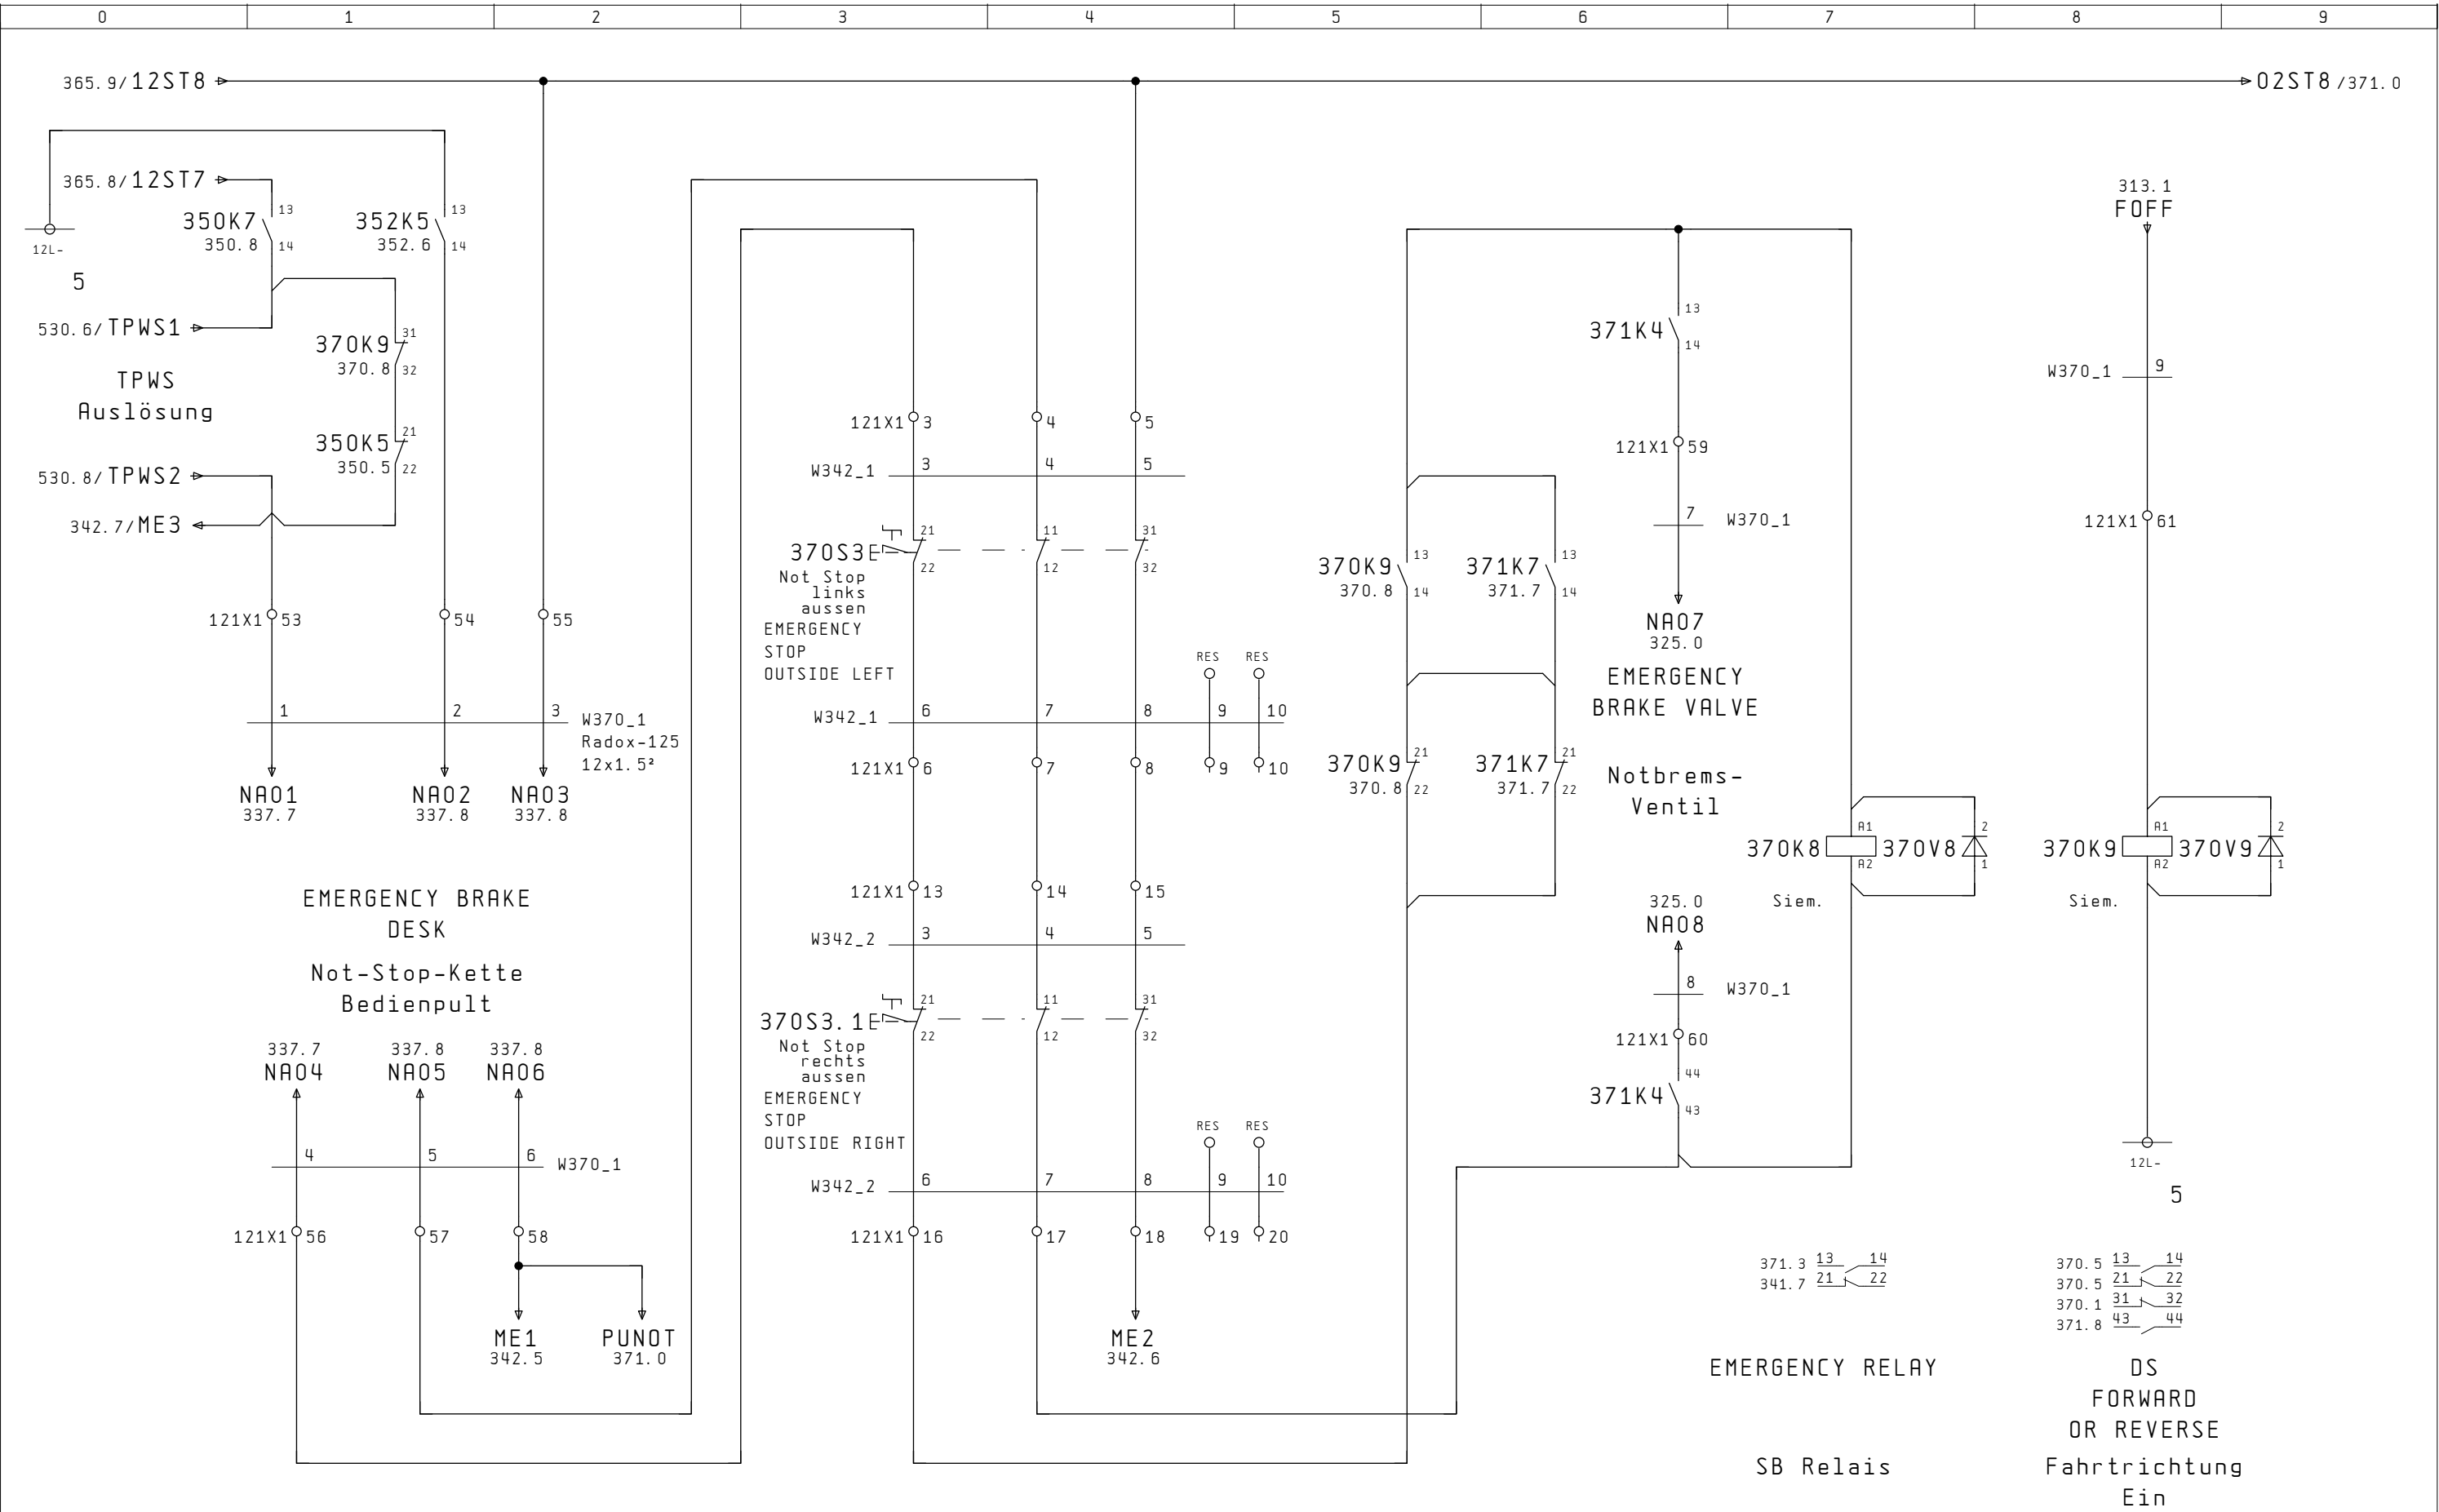 0 1 2 3 4 5 6 7 8 9
365.9/12ST8
02ST8/371.0
365.8/12ST7
350K7
350.8
13
14
352K5
352.6
13
14
12L-
5
530.6/TPWS1
370K9
370.8
31
32
TPWS
Auslösung
350K5
350.5
21
22
530.8/TPWS2
342.7/ME3
121X1 53 54 55
1 2 3
W370_1
Radox-125
12x1.5²
NA01
337.7
NA02
337.8
NA03
337.8
EMERGENCY BRAKE
DESK
Not-Stop-Kette
Bedienpult
337.7
NA04
337.8
NA05
337.8
NA06
4 5 6 W370_1
121X1 56 57 58
ME1
342.5
PUNOT
371.0
121X1 3 4 5
W342_1 3 4 5
370S3
21 11 31
22 12 32
Not Stop
links
aussen
EMERGENCY
STOP
OUTSIDE LEFT
RES RES
W342_1 6 7 8 9 10
121X1 6 7 8 9 10
121X1 13 14 15
W342_2 3 4 5
370S3.1
21 11 31
22 12 32
Not Stop
rechts
aussen
EMERGENCY
STOP
OUTSIDE RIGHT
RES RES
W342_2 6 7 8 9 10
121X1 16 17 18 19 20
ME2
342.6
370K9
370.8
13
14
371K7
371.7
13
14
370K9
370.8
21
22
371K7
371.7
21
22
371K4
13
14
121X1 59
7 W370_1
NA07
325.0
EMERGENCY
BRAKE VALVE
Notbrems-
Ventil
325.0
NA08
8 W370_1
121X1 60
371K4
44
43
370K8
A1
A2
370V8
2
1
Siem.
313.1
FOFF
W370_1 9
121X1 61
370K9
A1
A2
370V9
2
1
Siem.
12L-
5
371.3 13 14
341.7 21 22
EMERGENCY RELAY
SB Relais
370.5 13 14
370.5 21 22
370.1 31 32
371.8 43 44
DS
FORWARD
OR REVERSE
Fahrtrichtung
Ein